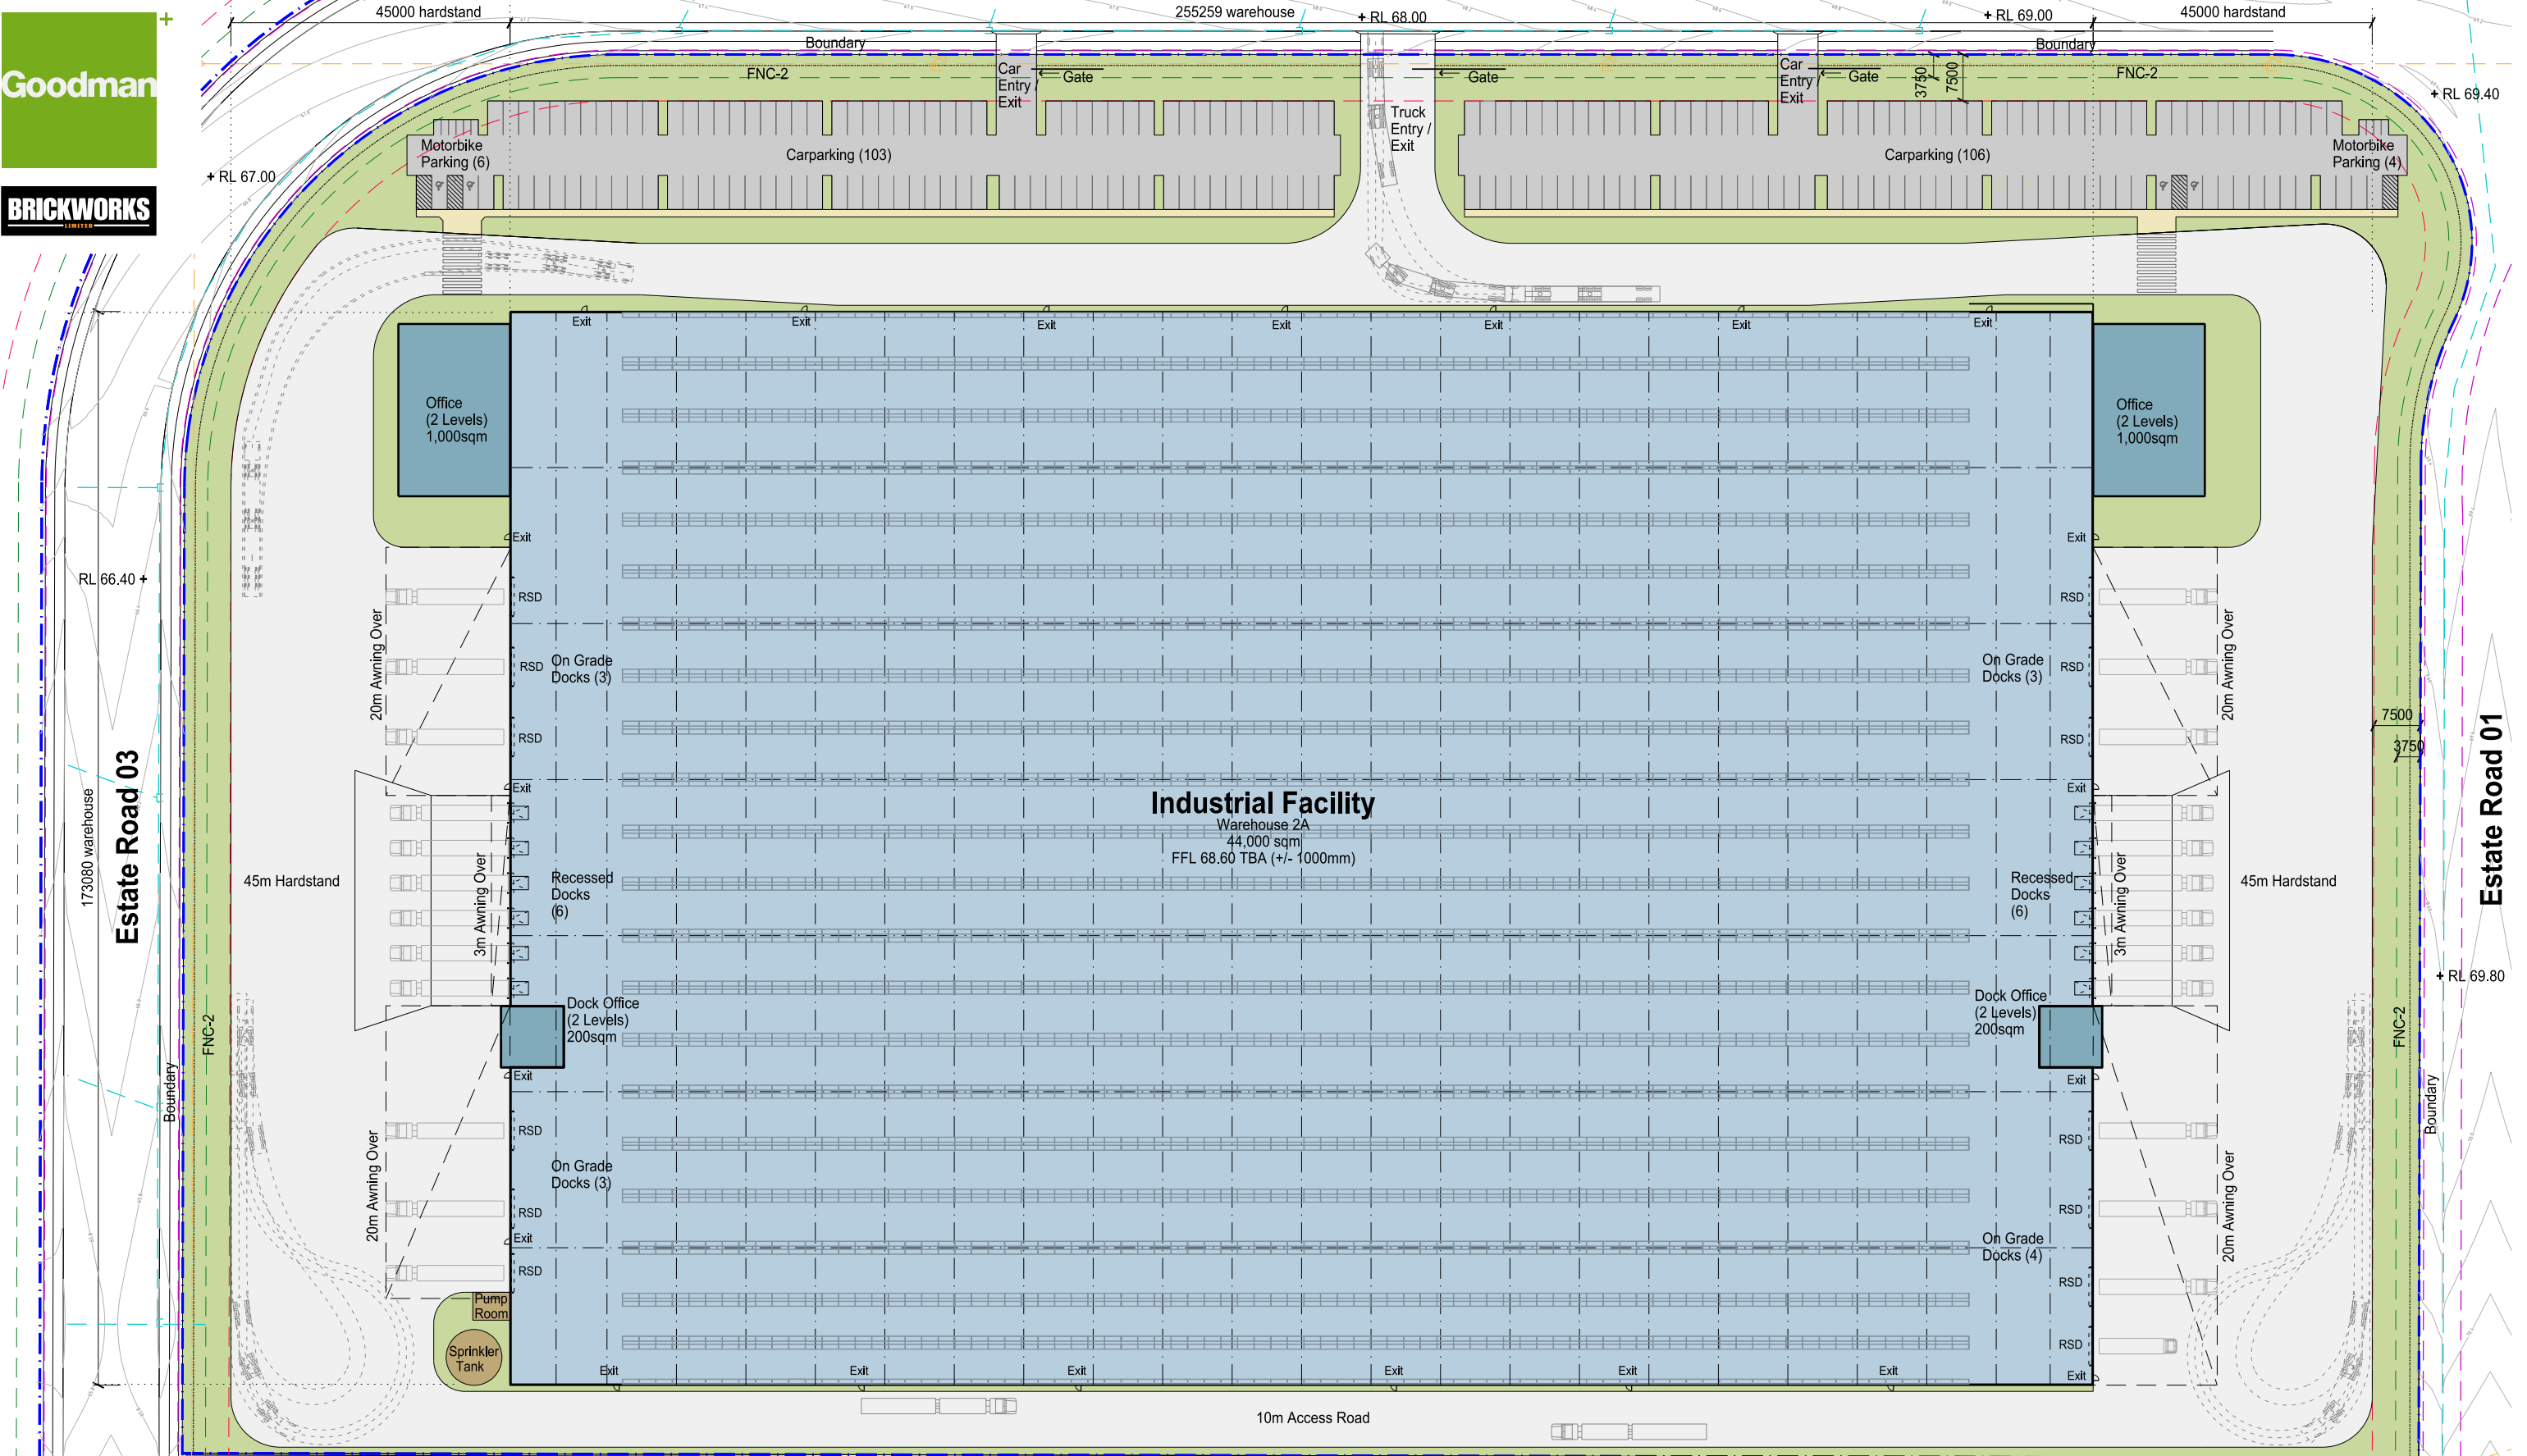 45000 hardstand
255259 warehouse
+ RL 68.00
+ RL 69.00
45000 hardstand
Goodman
BRICKWORKS
LIMITED
Boundary
Boundary
FNC-2
Car
Entry /
Exit
Gate
Gate
Car
Entry /
Exit
Gate
3750
7500
FNC-2
+ RL 69.40
Truck
Entry /
Exit
Motorbike
Parking (6)
Carparking (103)
Carparking (106)
Motorbike
Parking (4)
+ RL 67.00
Exit
Exit
Exit
Exit
Exit
Exit
Exit
Office
(2 Levels)
1,000sqm
Office
(2 Levels)
1,000sqm
Exit
Exit
RL 66.40 +
RSD
RSD
20m Awning Over
RSD
On Grade
Docks (3)
On Grade
Docks (3)
RSD
20m Awning Over
RSD
RSD
7500
3750
Exit
Exit
Estate Road 03
173080 warehouse
Industrial Facility
Warehouse 2A
44,000 sqm
FFL 68.60 TBA (+/- 1000mm)
Estate Road 01
45m Hardstand
3m Awning Over
Recessed
Docks
(6)
Recessed
Docks
(6)
3m Awning Over
45m Hardstand
+ RL 69.80
Dock Office
(2 Levels)
200sqm
Dock Office
(2 Levels)
200sqm
FNC-2
FNC-2
Boundary
Boundary
Exit
Exit
RSD
RSD
20m Awning Over
On Grade
Docks (3)
RSD
RSD
20m Awning Over
Exit
On Grade
Docks (4)
RSD
RSD
Pump
Room
Sprinkler
Tank
RSD
Exit
Exit
Exit
Exit
Exit
Exit
Exit
10m Access Road